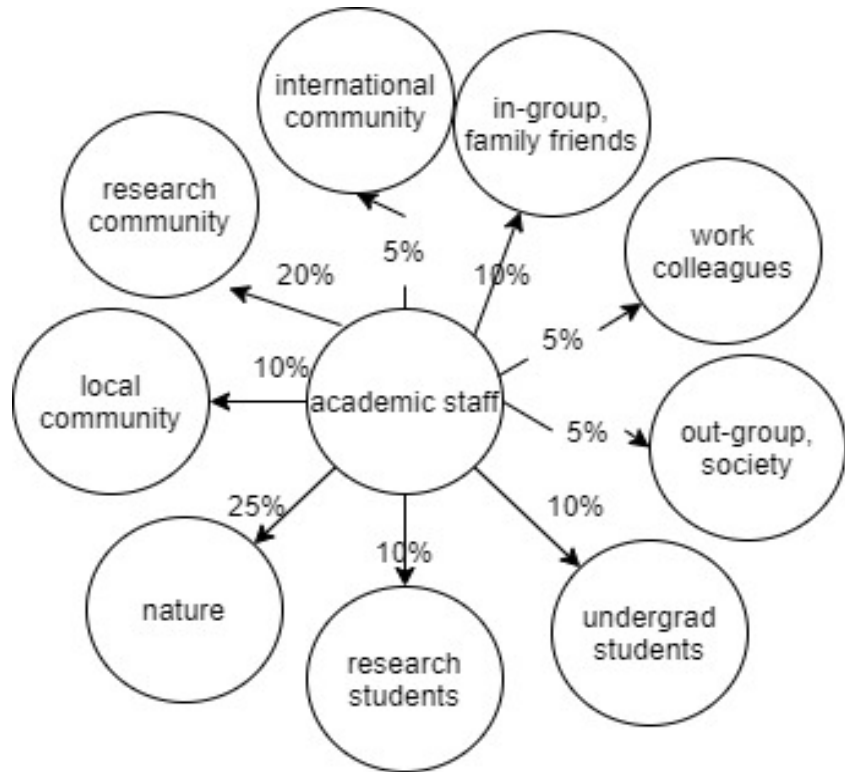 international
community
in-group,
family friends
research
community
work
colleagues
5%
20%
10%
5%
local
community
10%
academic staff
5%
out-group,
society
25%
10%
10%
nature
undergrad
students
research
students